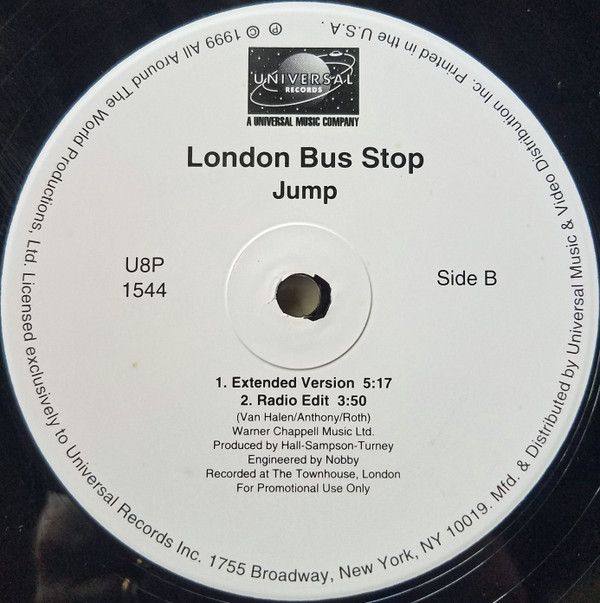 UNIVERSAL
RECORDS
A UNIVERSAL MUSIC COMPANY
London Bus Stop
Jump
U8P
1544
Side B
1. Extended Version 5:17
2. Radio Edit 3:50
(Van Halen/Anthony/Roth)
Warner Chappell Music Ltd.
Produced by Hall-Sampson-Turney
Engineered by Nobby
Recorded at The Townhouse, London
For Promotional Use Only
℗ © 1999 All Around The World Productions, Ltd. Licensed exclusively to Universal Records Inc. 1755 Broadway, New York, NY 10019. Mfd. & Distributed by Universal Music & Video Distribution Inc. Printed in the U.S.A.